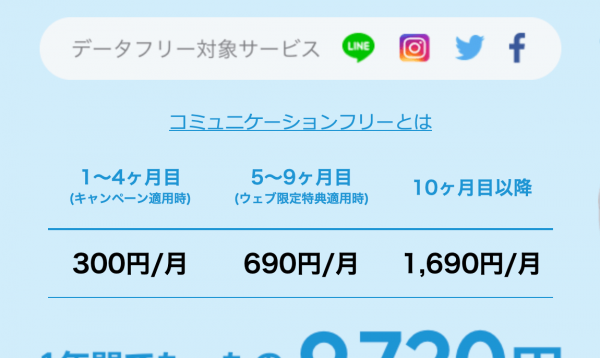 データフリー対象サービス LINE
コミュニケーションフリーとは
1〜4ヶ月目 5〜9ヶ月目 10ヶ月目以降
(キャンペーン適用時) (ウェブ限定特典適用時)
300円/月 690円/月 1,690円/月